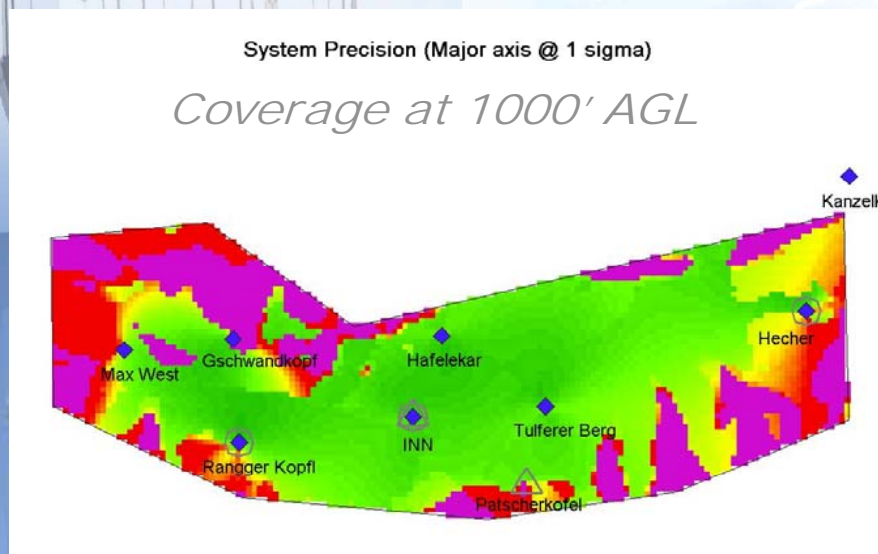 System Precision (Major axis @ 1 sigma)
Coverage at 1000' AGL
Kanzelk
Hecher
Hafelekar
Gschwandkopf
Max West
Tulferer Berg
INN
Rangger Kopfl
Patscherkofel